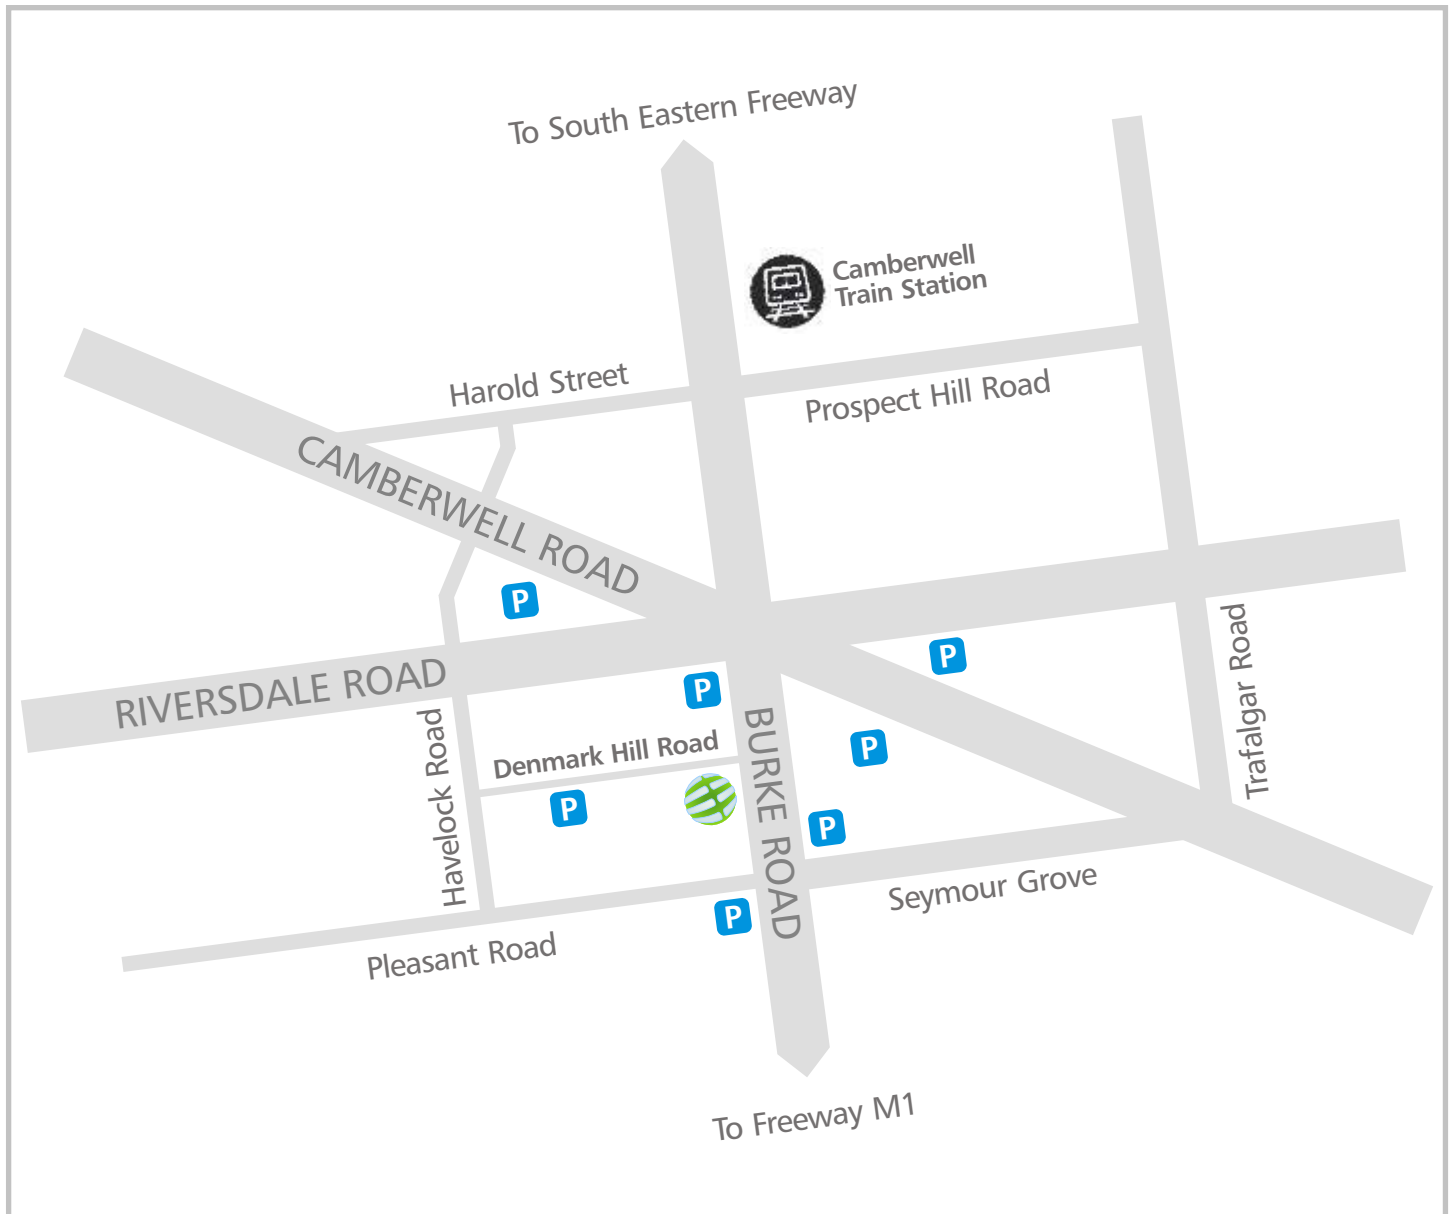 To South Eastern Freeway
Camberwell
Train Station
Harold Street
Prospect Hill Road
CAMBERWELL ROAD
P
RIVERSDALE ROAD
Trafalgar Road
P
P
Havelock Road
Denmark Hill Road
BURKE ROAD
P
P
P
Seymour Grove
P
Pleasant Road
To Freeway M1